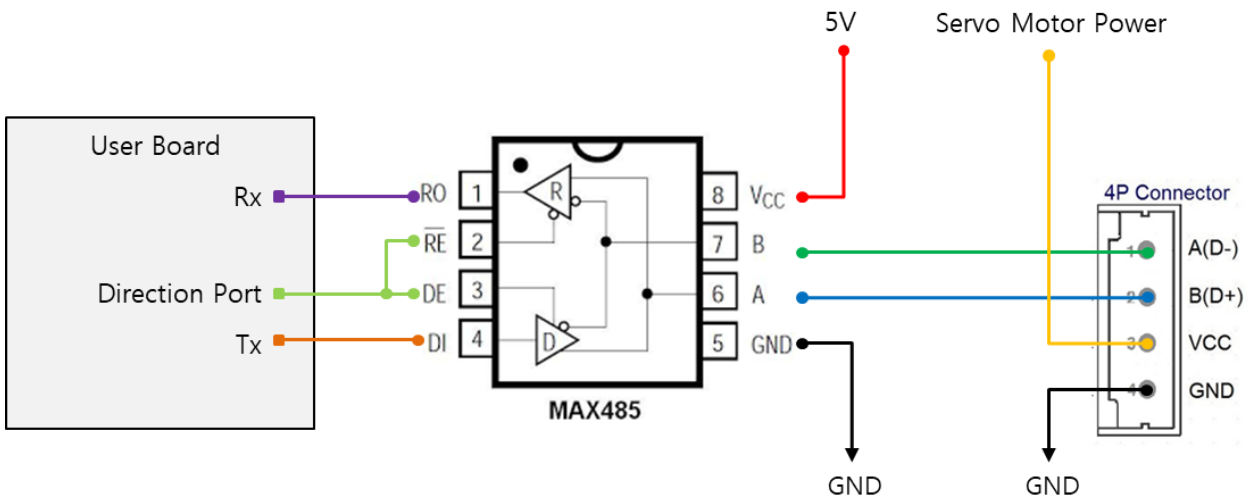 5V
Servo Motor Power
User Board
Rx
Direction Port
Tx
RO
RE
DE
DI
1
2
3
4
R
D
8
7
6
5
VCC
B
A
GND
MAX485
4P Connector
1
2
3
4
A(D-)
B(D+)
VCC
GND
GND
GND